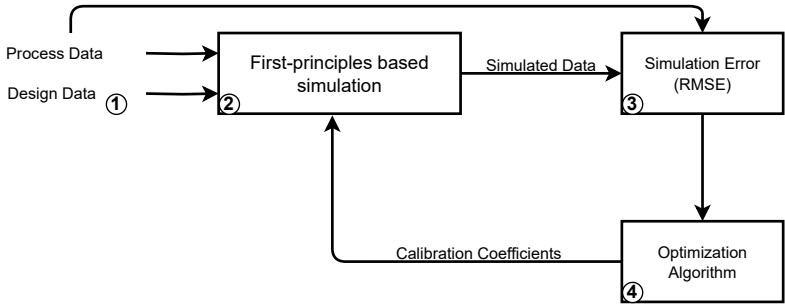 Process Data
Design Data
1
First-principles based
simulation
2
Simulated Data
Simulation Error
(RMSE)
3
Calibration Coefficients
Optimization
Algorithm
4